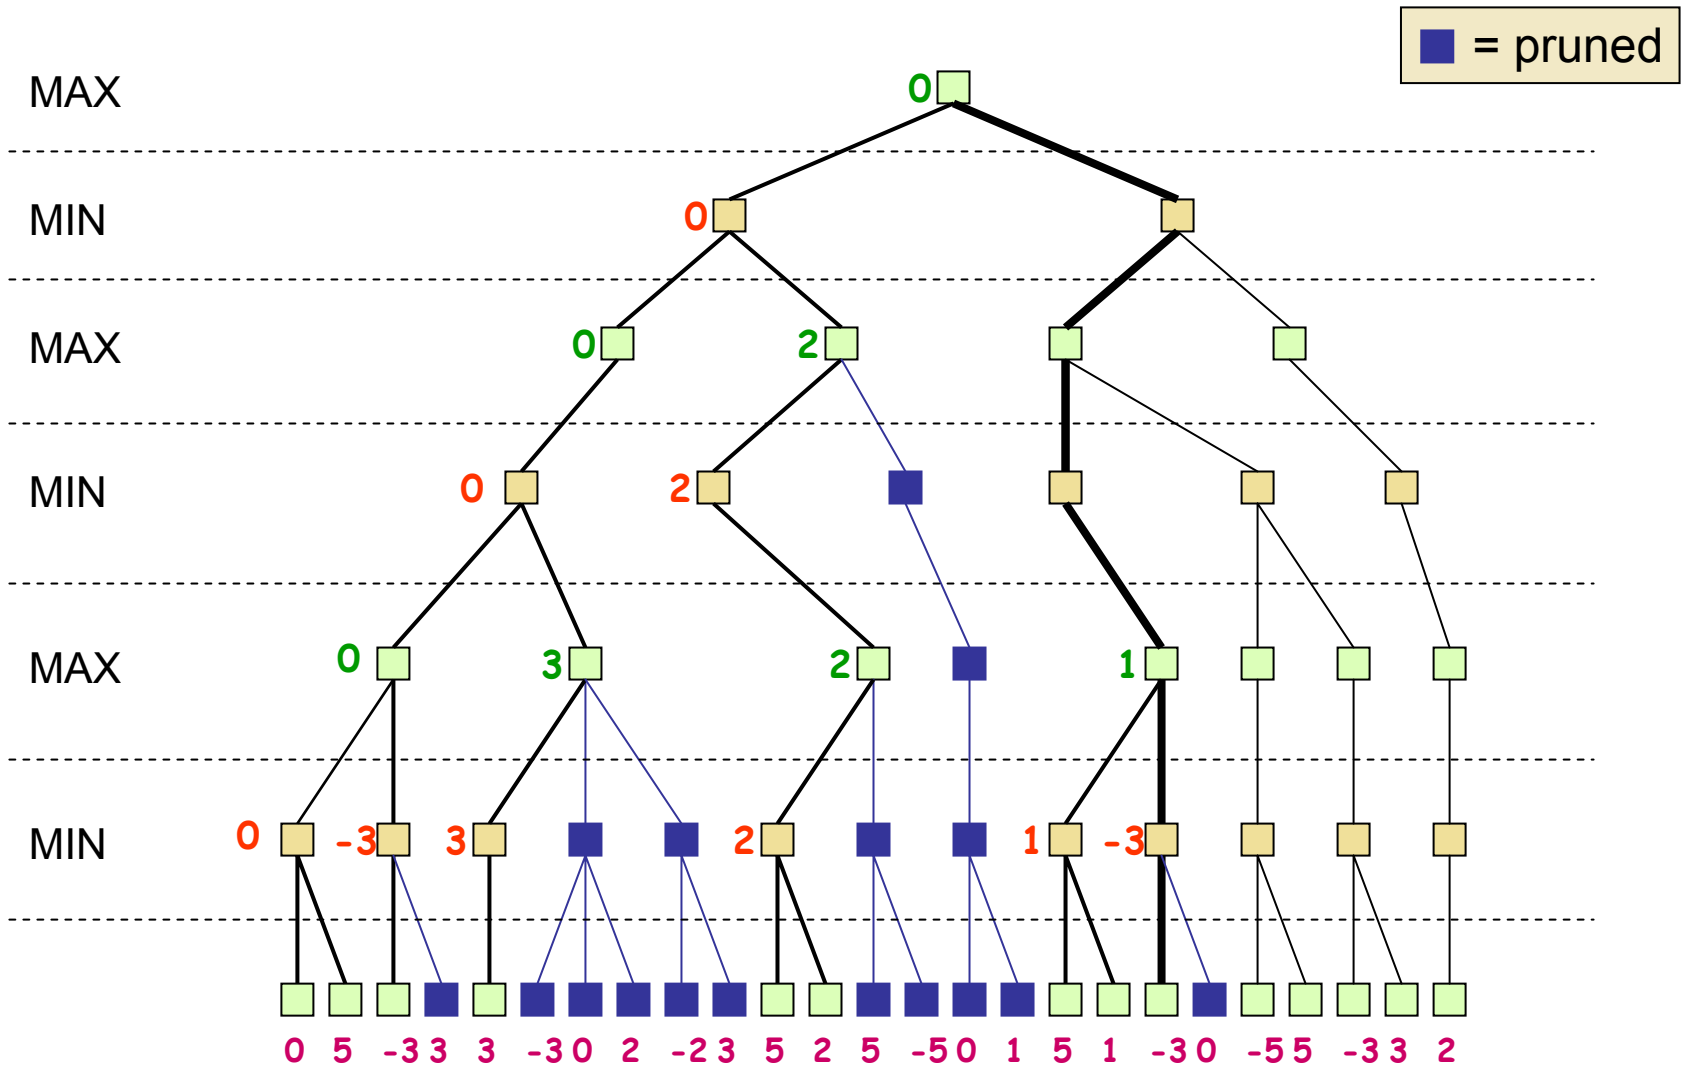 = pruned
MAX 0
MIN 0
MAX 0 2
MIN 0 2
MAX 0 3 2 1
MIN 0 -3 3 2 1 -3
0 5 -3 3 3 -3 0 2 -2 3 5 2 5 -5 0 1 5 1 -3 0 -5 5 -3 3 2